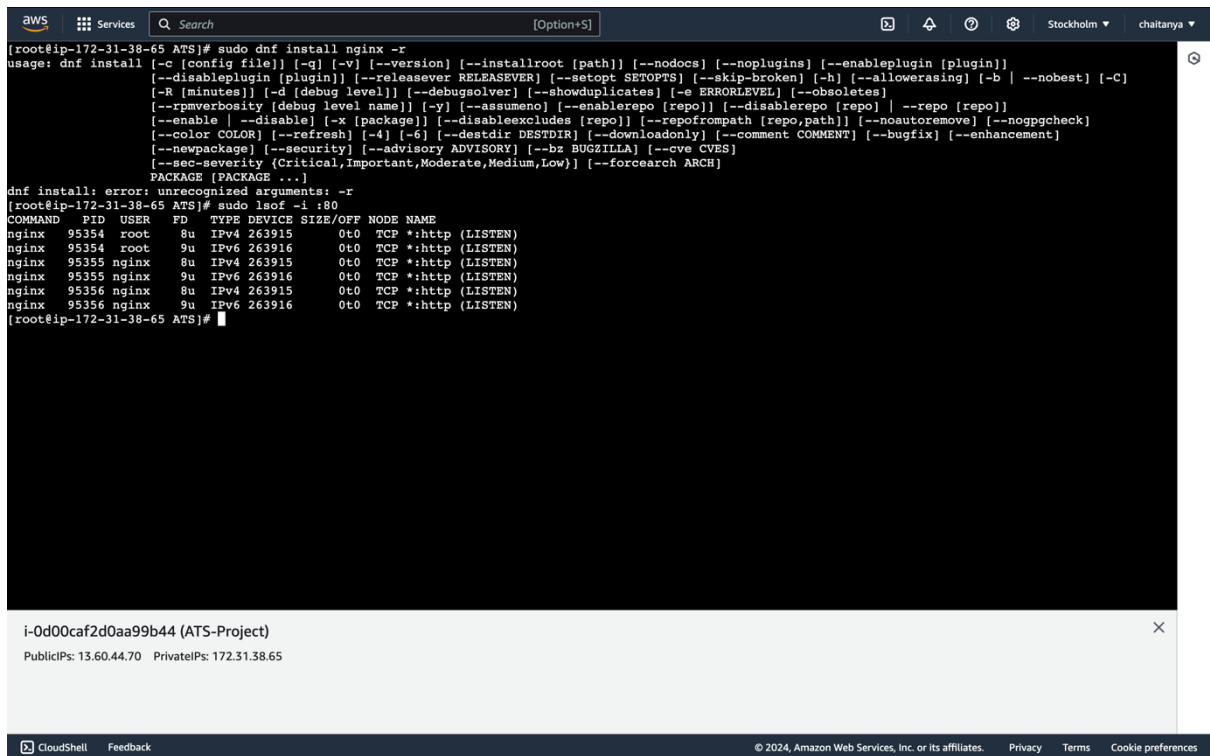 aws Services Search [Option+S] Stockholm ▼ chaitanya ▼
[root@ip-172-31-38-65 ATS]# sudo dnf install nginx -r
usage: dnf install [-c [config file]] [-q] [-v] [--version] [--installroot [path]] [--nodocs] [--noplugins] [--enableplugin [plugin]]
[--disableplugin [plugin]] [--releasever RELEASEVER] [--setopt SETOPTS] [--skip-broken] [-h] [--allowerasing] [-b | --nobest] [-C]
[-R [minutes]] [-d [debug level]] [--debugsolver] [--showduplicates] [-e ERRORLEVEL] [--obsoletes]
[--rpmverbosity [debug level name]] [-y] [--assumeno] [--enablerepo [repo]] [--disablerepo [repo] | --repo [repo]]
[--enable | --disable] [-x [package]] [--disableexcludes [repo]] [--repofrompath [repo,path]] [--noautoremove] [--nogpgcheck]
[--color COLOR] [--refresh] [-4] [-6] [--destdir DESTDIR] [--downloadonly] [--comment COMMENT] [--bugfix] [--enhancement]
[--newpackage] [--security] [--advisory ADVISORY] [--bz BUGZILLA] [--cve CVES]
[--sec-severity {Critical,Important,Moderate,Medium,Low}] [--forcearch ARCH]
PACKAGE [PACKAGE ...]
dnf install: error: unrecognized arguments: -r
[root@ip-172-31-38-65 ATS]# sudo lsof -i :80
COMMAND PID USER FD TYPE DEVICE SIZE/OFF NODE NAME
nginx 95354 root 8u IPv4 263915 0t0 TCP *:http (LISTEN)
nginx 95354 root 9u IPv6 263916 0t0 TCP *:http (LISTEN)
nginx 95355 nginx 8u IPv4 263915 0t0 TCP *:http (LISTEN)
nginx 95355 nginx 9u IPv6 263916 0t0 TCP *:http (LISTEN)
nginx 95356 nginx 8u IPv4 263915 0t0 TCP *:http (LISTEN)
nginx 95356 nginx 9u IPv6 263916 0t0 TCP *:http (LISTEN)
[root@ip-172-31-38-65 ATS]#
i-0d00caf2d0aa99b44 (ATS-Project)
PublicIPs: 13.60.44.70 PrivateIPs: 172.31.38.65
CloudShell Feedback © 2024, Amazon Web Services, Inc. or its affiliates. Privacy Terms Cookie preferences